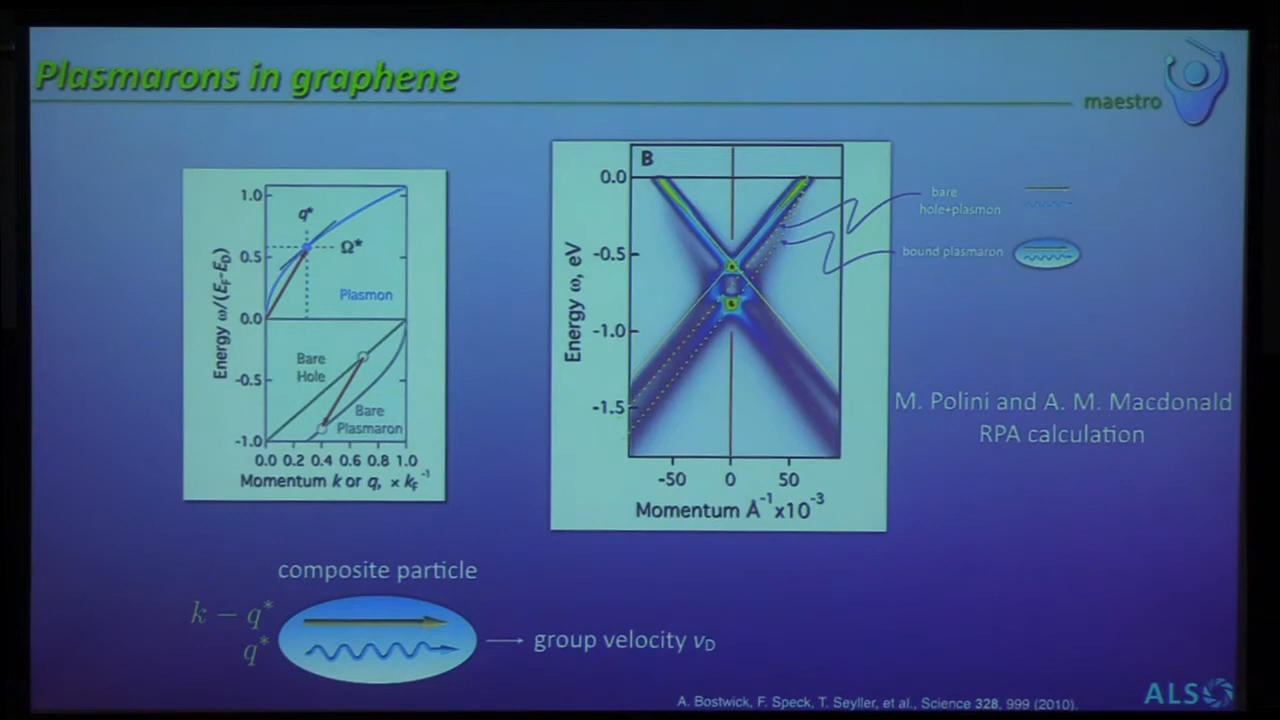 Plasmarons in graphene
maestro
1.0
0.5
0.0
-0.5
-1.0
Energy ω/(E_F-E_D)
q*
Ω*
Plasmon
Bare
Hole
Bare
Plasmaron
0.0 0.2 0.4 0.6 0.8 1.0
Momentum k or q, × k_F^-1
B
0.0
-0.5
-1.0
-1.5
Energy ω, eV
-50 0 50
Momentum Å^-1 x10^-3
bare
hole+plasmon
bound plasmaron
M. Polini and A. M. Macdonald
RPA calculation
composite particle
k − q*
q*
group velocity v_D
A. Bostwick, F. Speck, T. Seyller, et al., Science 328, 999 (2010).
ALS